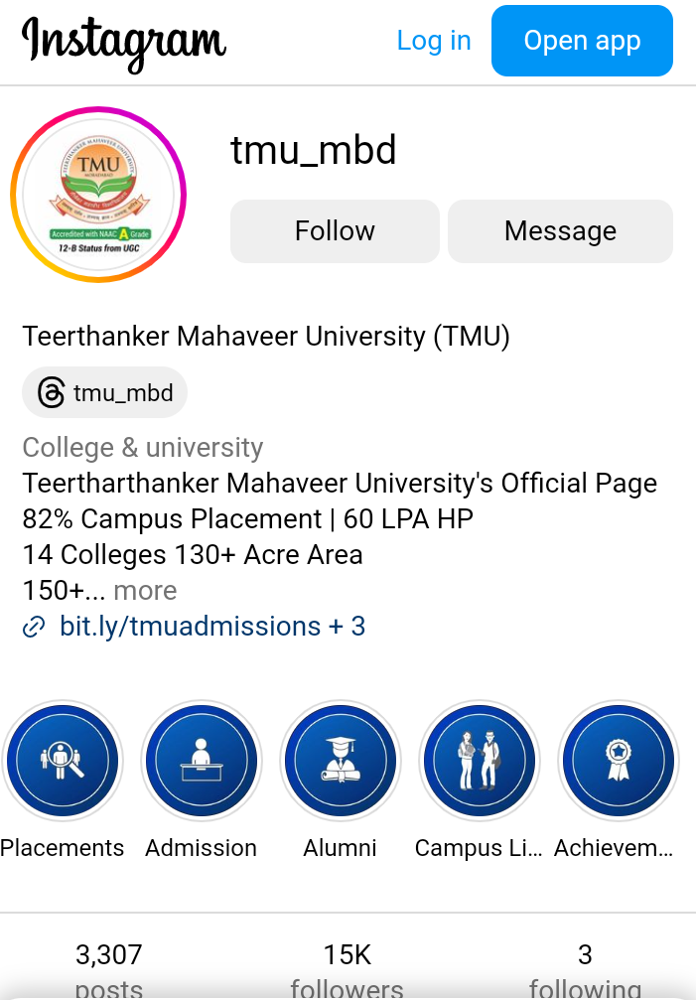 Instagram
Log in
Open app
TEERTHANKER MAHAVEER UNIVERSITY
TMU
MORADABAD
Accredited with NAAC A Grade
12-B Status from UGC
tmu_mbd
Follow
Message
Teerthanker Mahaveer University (TMU)
tmu_mbd
College & university
Teertharthanker Mahaveer University's Official Page
82% Campus Placement | 60 LPA HP
14 Colleges 130+ Acre Area
150+... more
bit.ly/tmuadmissions + 3
Placements Admission Alumni Campus Li... Achievem...
3,307 15K 3
posts followers following